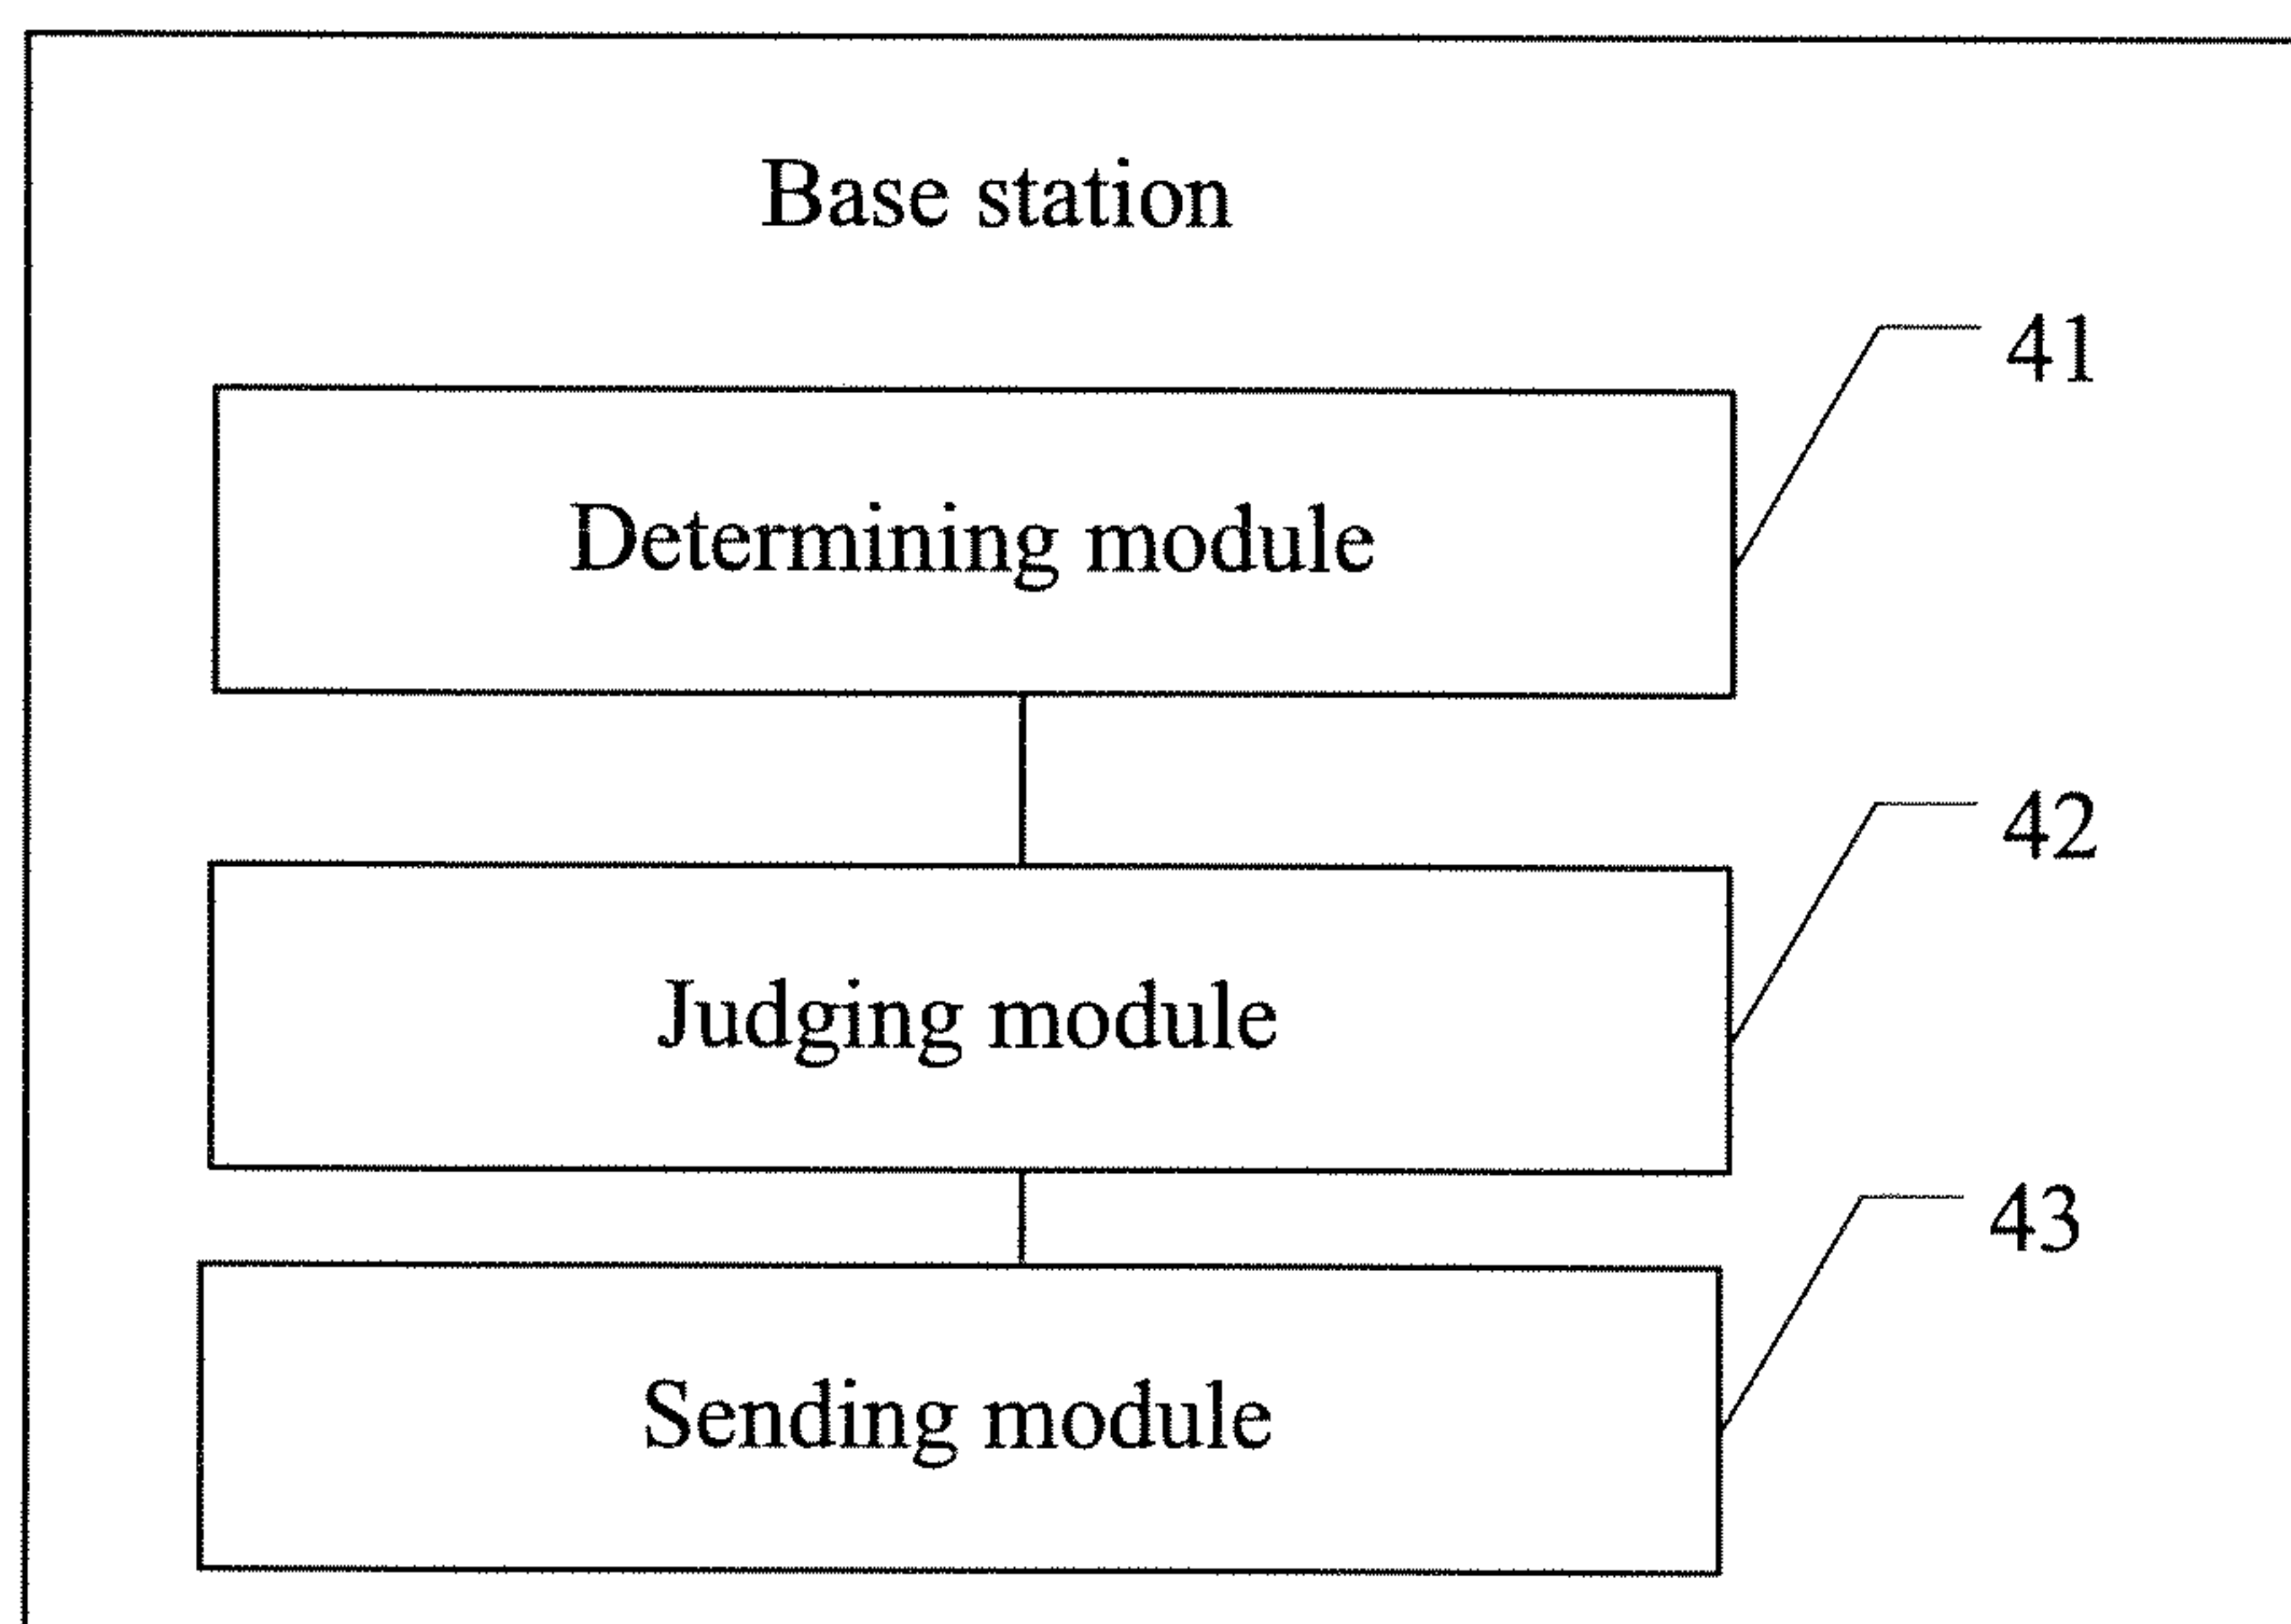 Base station
41
Determining module
42
Judging module
43
Sending module